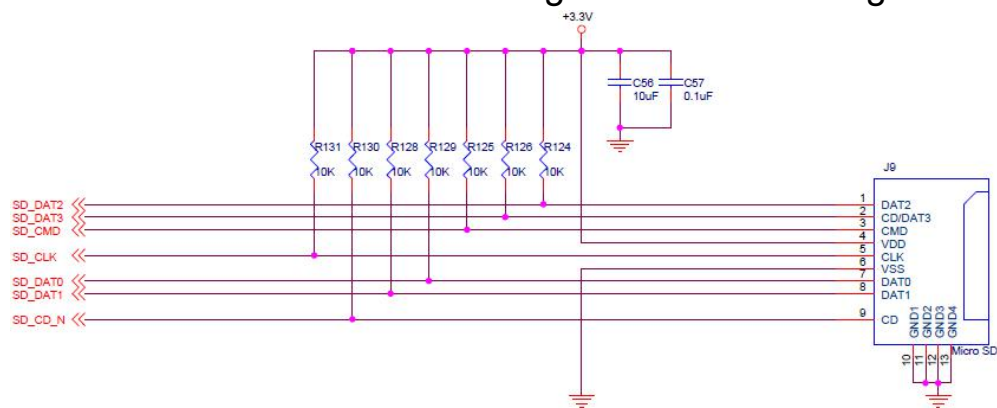 +3.3V
C56
10uF
C57
0.1uF
R131
10K
R130
10K
R128
10K
R129
10K
R125
10K
R126
10K
R124
10K
J9
SD_DAT2
1
DAT2
SD_DAT3
2
CD/DAT3
SD_CMD
3
CMD
4
VDD
SD_CLK
5
CLK
6
VSS
SD_DAT0
7
DAT0
SD_DAT1
8
DAT1
SD_CD_N
9
CD
GND1
GND2
GND3
GND4
10
11
12
13
Micro SD